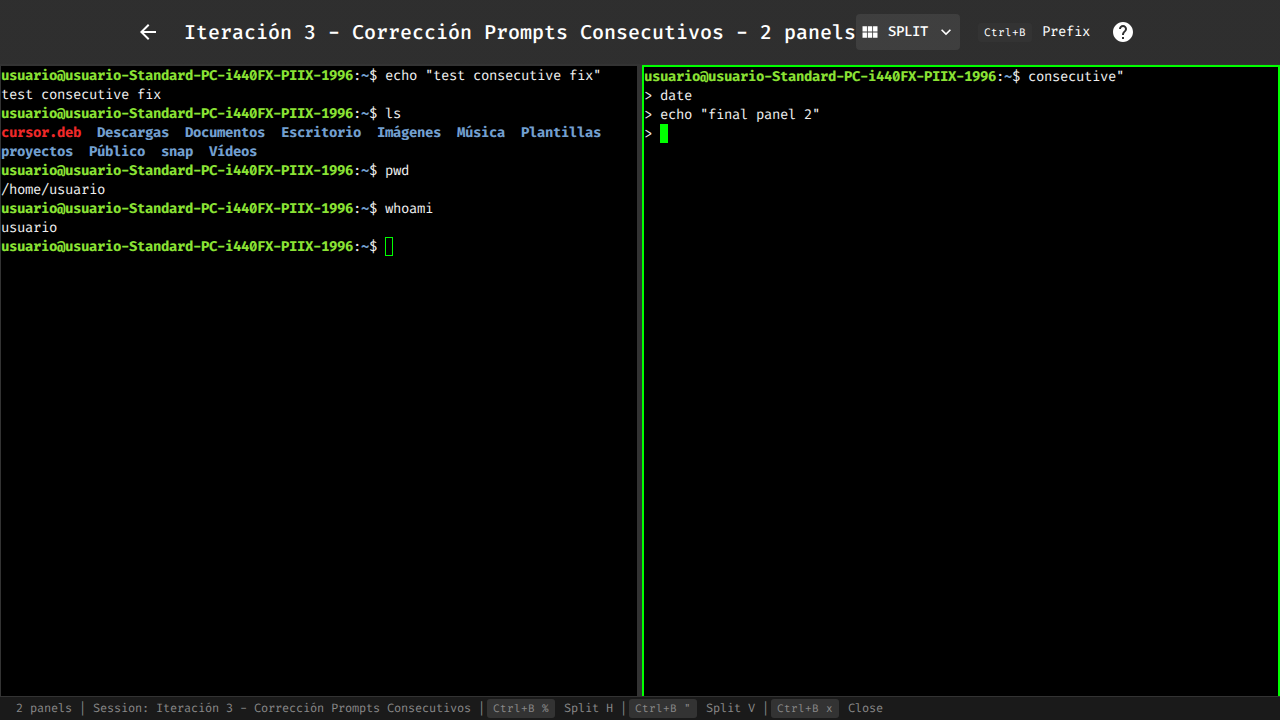 Iteración 3 - Corrección Prompts Consecutivos - 2 panels SPLIT Ctrl+B Prefix ?
usuario@usuario-Standard-PC-i440FX-PIIX-1996:~$ echo "test consecutive fix"
test consecutive fix
usuario@usuario-Standard-PC-i440FX-PIIX-1996:~$ ls
cursor.deb Descargas Documentos Escritorio Imágenes Música Plantillas
proyectos Público snap Vídeos
usuario@usuario-Standard-PC-i440FX-PIIX-1996:~$ pwd
/home/usuario
usuario@usuario-Standard-PC-i440FX-PIIX-1996:~$ whoami
usuario
usuario@usuario-Standard-PC-i440FX-PIIX-1996:~$
usuario@usuario-Standard-PC-i440FX-PIIX-1996:~$ consecutive"
> date
> echo "final panel 2"
>
2 panels | Session: Iteración 3 - Corrección Prompts Consecutivos | Ctrl+B % Split H | Ctrl+B " Split V | Ctrl+B x Close